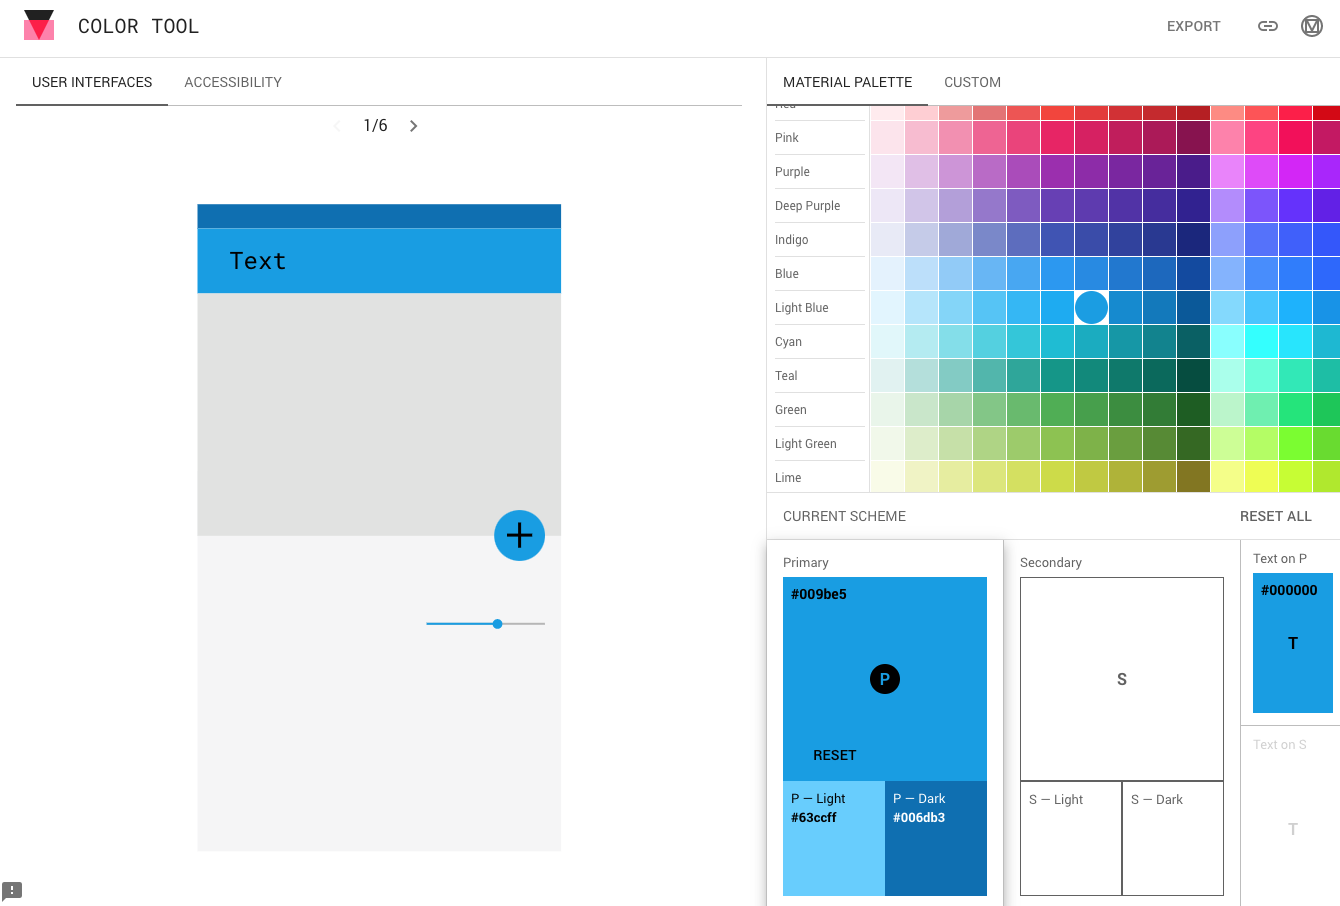 COLOR TOOL
EXPORT
USER INTERFACES
ACCESSIBILITY
1/6
Text
MATERIAL PALETTE
CUSTOM
Red
Pink
Purple
Deep Purple
Indigo
Blue
Light Blue
Cyan
Teal
Green
Light Green
Lime
CURRENT SCHEME
RESET ALL
Primary
#009be5
P
RESET
P — Light
#63ccff
P — Dark
#006db3
Secondary
S
S — Light
S — Dark
Text on P
#000000
T
Text on S
T